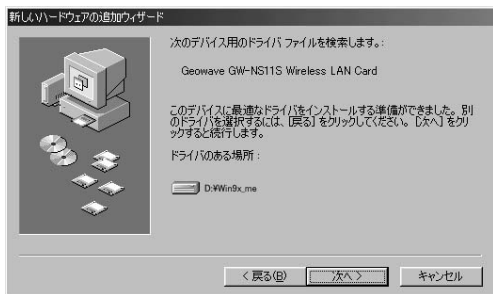 新しいハードウェアの追加ウィザード
次のデバイス用のドライバ ファイルを検索します。:
Geowave GW-NS11S Wireless LAN Card
このデバイスに最適なドライバをインストールする準備ができました。別
のドライバを選択するには、[戻る] をクリックしてください。[次へ] をクリ
ックすると続行します。
ドライバのある場所 :
D:¥Win9x_me
< 戻る(B)
次へ >
キャンセル